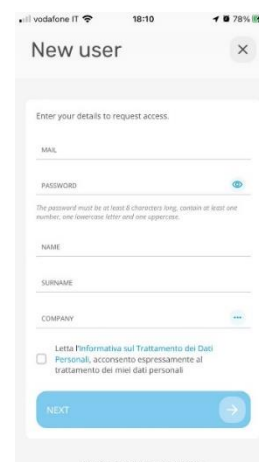 vodafone IT 18:10 78%
New user
Enter your details to request access.
MAIL
PASSWORD
The password must be at least 8 characters long, contain at least one
number, one lowercase letter and one uppercase.
NAME
SURNAME
COMPANY
Letta l'Informativa sul Trattamento dei Dati
Personali, acconsento espressamente al
trattamento dei miei dati personali
NEXT